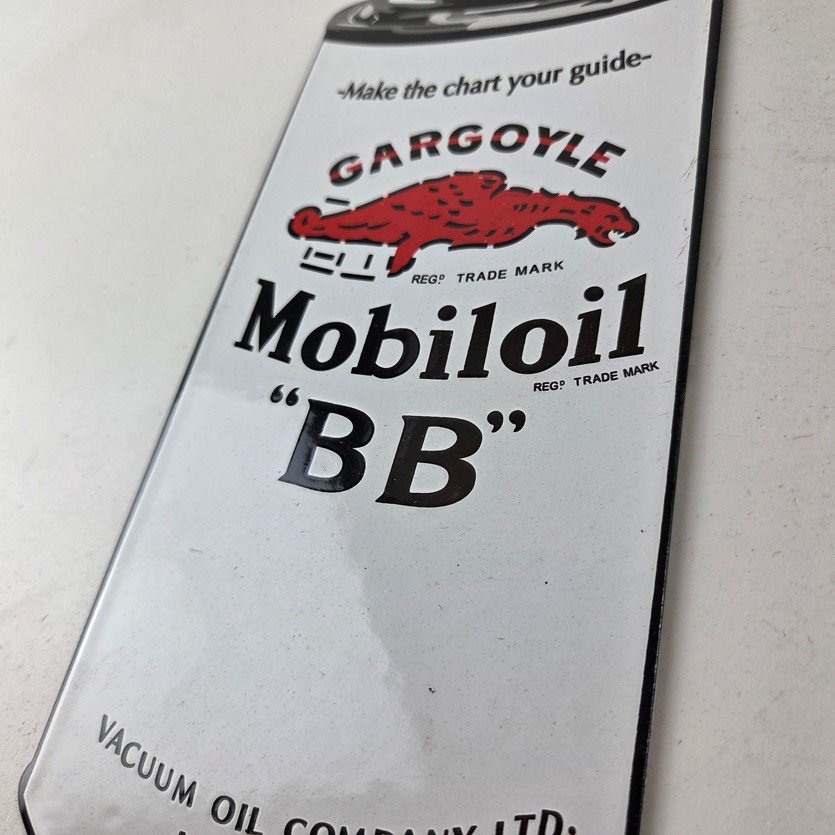 -Make the chart your guide-
GARGOYLE
REGᴰ. TRADE MARK
Mobiloil
REGᴰ. TRADE MARK
“BB”
VACUUM OIL COMPANY LTD.